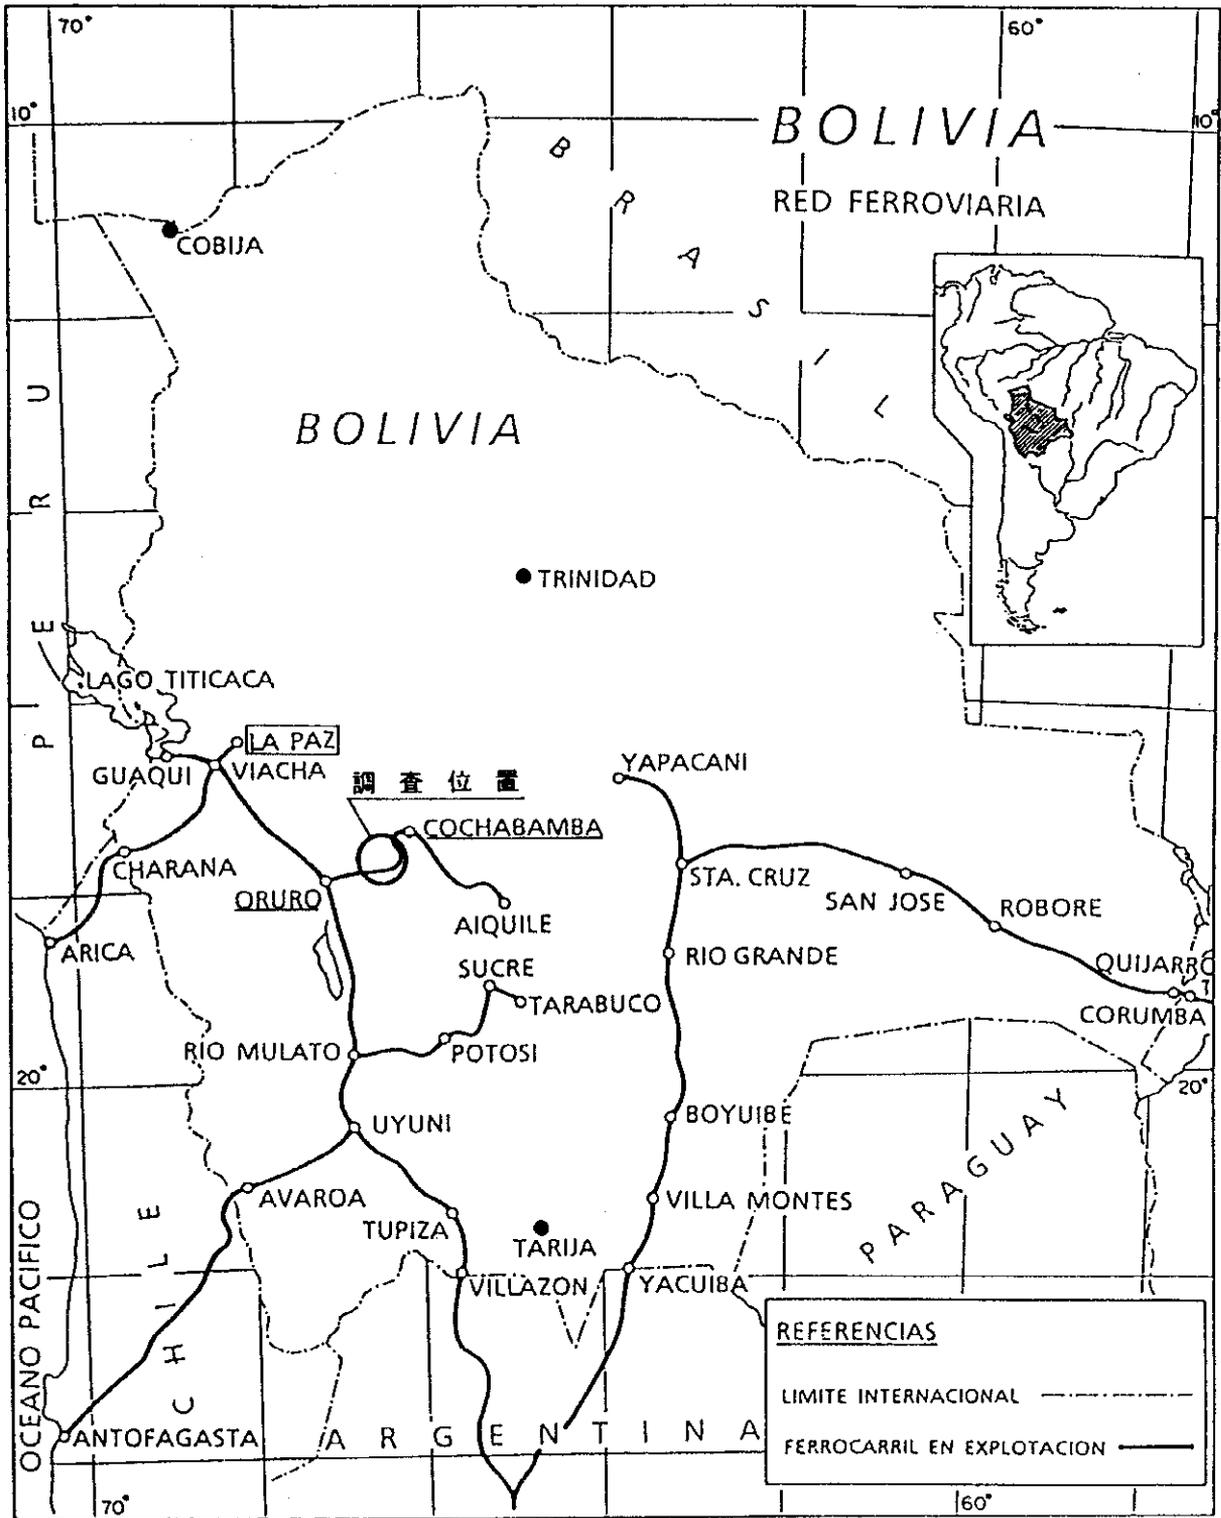 70°
60°
10°
BOLIVIA
10°
BRASIL
RED FERROVIARIA
COBIJA
PERU
BOLIVIA
TRINIDAD
LAGO TITICACA
LA PAZ
GUAQUI
VIACHA
YAPACANI
調査位置
COCHABAMBA
CHARANA
STA. CRUZ
ORURO
SAN JOSE
ROBORE
AIQUILE
ARICA
RIO GRANDE
QUIJARRO
SUCRE
TARABUCO
CORUMBA
RIO MULATO
POTOSI
20°
20°
UYUNI
BOYUIBE
PARAGUAY
AVAROA
VILLA MONTES
TUPIZA
TARIJA
CHILE
VILLAZON
YACUIBA
OCEANO PACIFICO
REFERENCIAS
LIMITE INTERNACIONAL
ANTOFAGASTA
ARGENTINA
FERROCARRIL EN EXPLOTACION
70°
60°